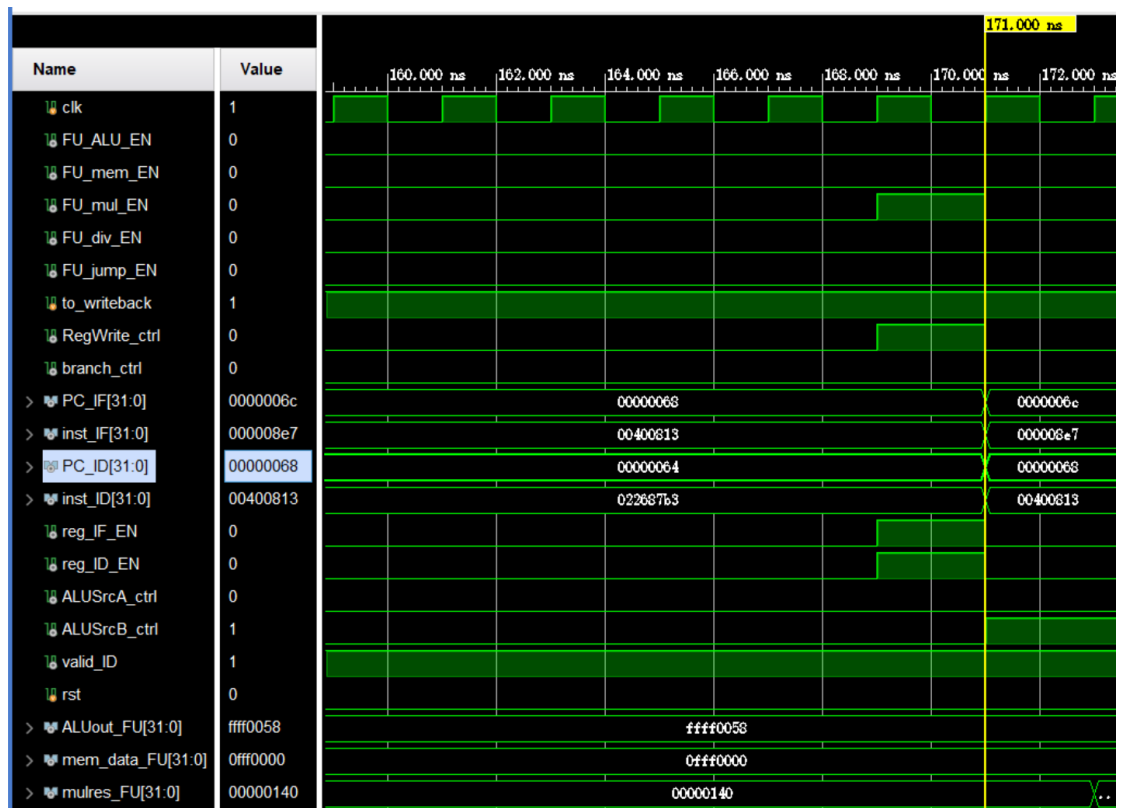 171.000 ns
Name Value 160.000 ns 162.000 ns 164.000 ns 166.000 ns 168.000 ns 170.000 ns 172.000 ns
clk 1
FU_ALU_EN 0
FU_mem_EN 0
FU_mul_EN 0
FU_div_EN 0
FU_jump_EN 0
to_writeback 1
RegWrite_ctrl 0
branch_ctrl 0
> PC_IF[31:0] 0000006c 00000068 0000006c
> inst_IF[31:0] 000008e7 00400813 000008e7
> PC_ID[31:0] 00000068 00000064 00000068
> inst_ID[31:0] 00400813 022687b3 00400813
reg_IF_EN 0
reg_ID_EN 0
ALUSrcA_ctrl 0
ALUSrcB_ctrl 1
valid_ID 1
rst 0
> ALUout_FU[31:0] ffff0058 ffff0058
> mem_data_FU[31:0] 0fff0000 0fff0000
> mulres_FU[31:0] 00000140 00000140 ..